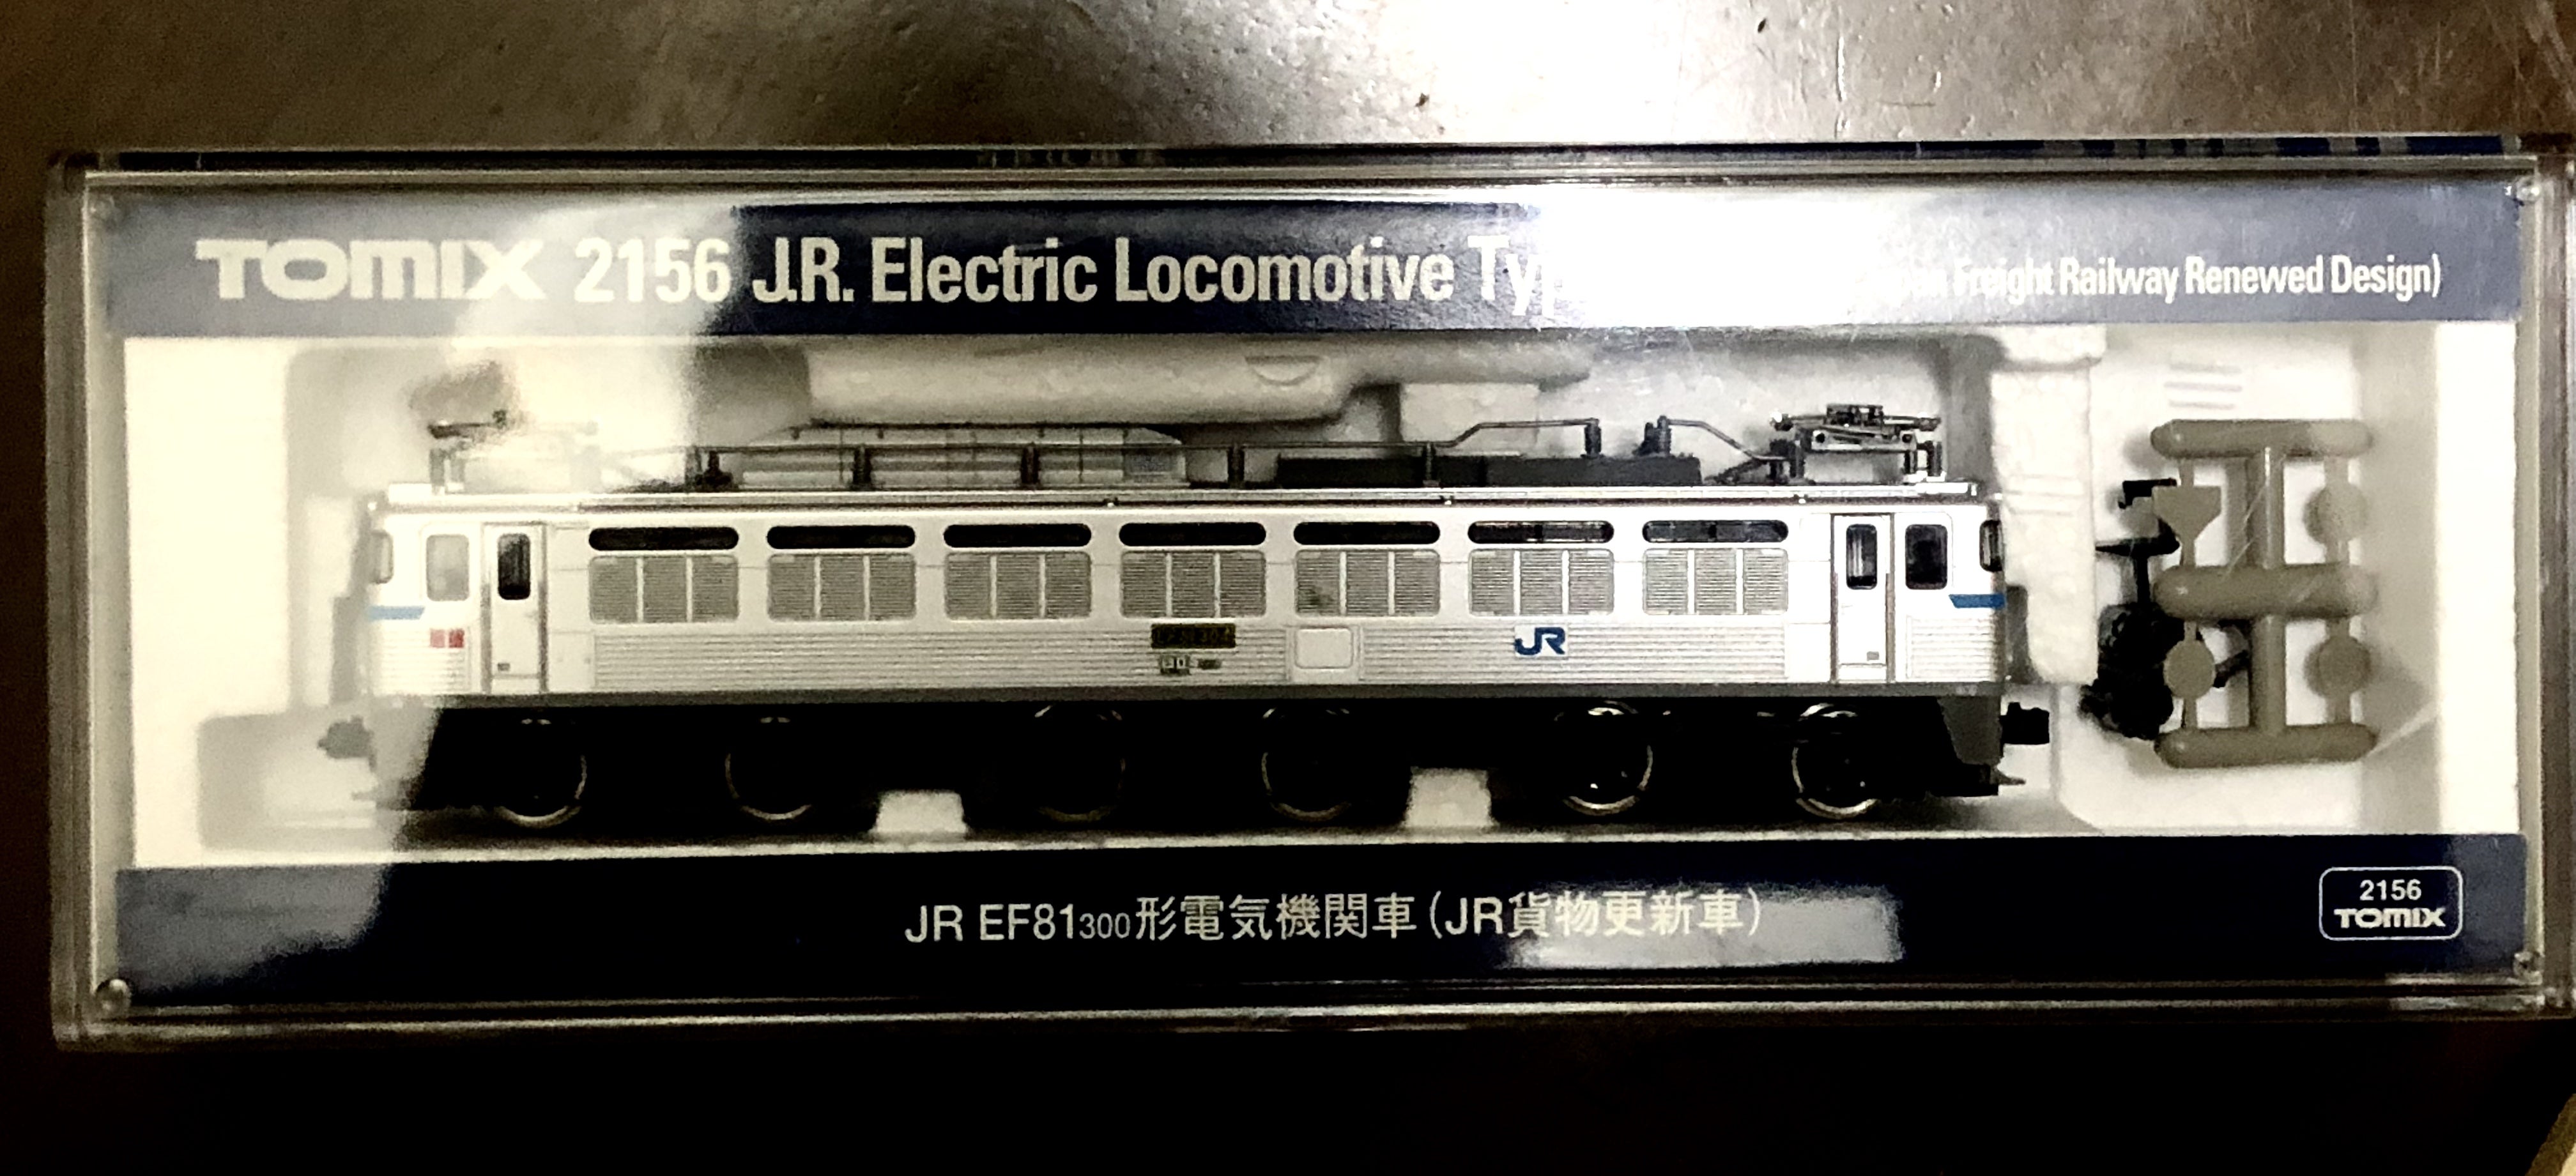 TOMIX 2156 J.R. Electric Locomotive Freight Railway Renewed Design)
JR
JR EF81300形電気機関車(JR貨物更新車)
2156
TOMIX